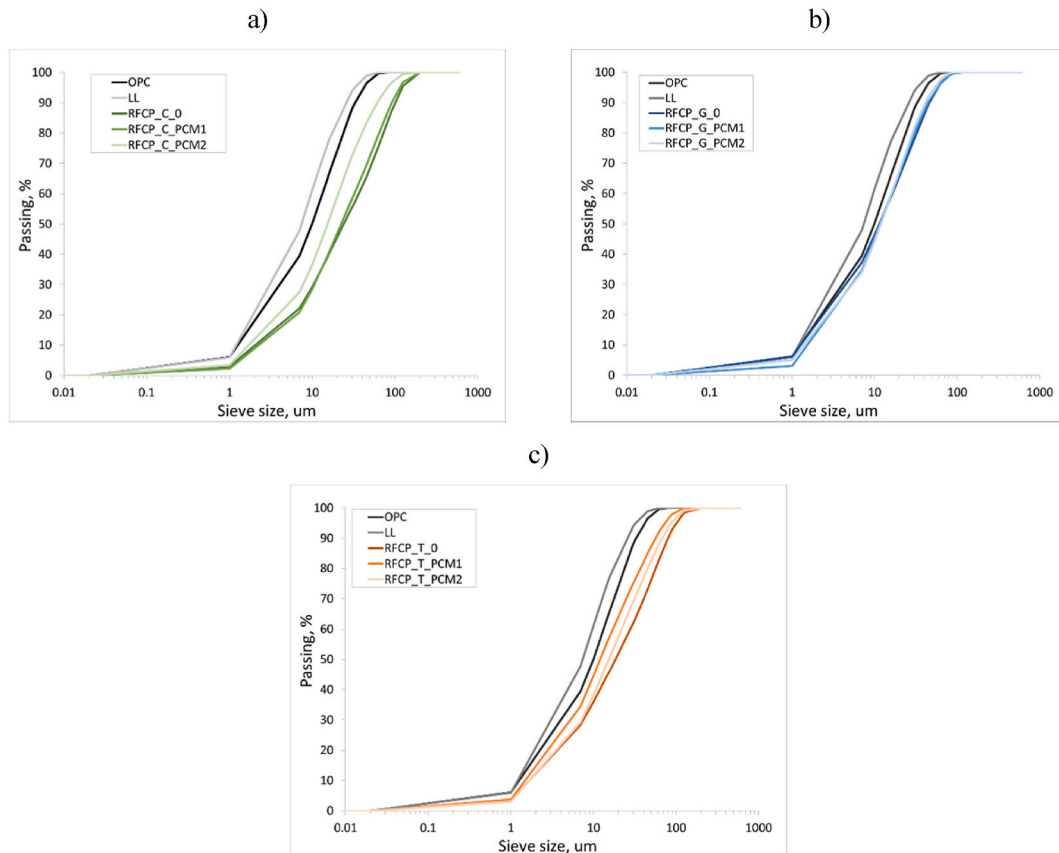 a)
b)
100
90
80
70
60
50
40
30
20
10
0
Passing, %
OPC
LL
RFCP_C_0
RFCP_C_PCM1
RFCP_C_PCM2
0.01
0.1
1
10
100
1000
Sieve size, um
100
90
80
70
60
50
40
30
20
10
0
Passing, %
OPC
LL
RFCP_G_0
RFCP_G_PCM1
RFCP_G_PCM2
0.01
0.1
1
10
100
1000
Sieve size, um
c)
100
90
80
70
60
50
40
30
20
10
0
Passing, %
OPC
LL
RFCP_T_0
RFCP_T_PCM1
RFCP_T_PCM2
0.01
0.1
1
10
100
1000
Sieve size, um